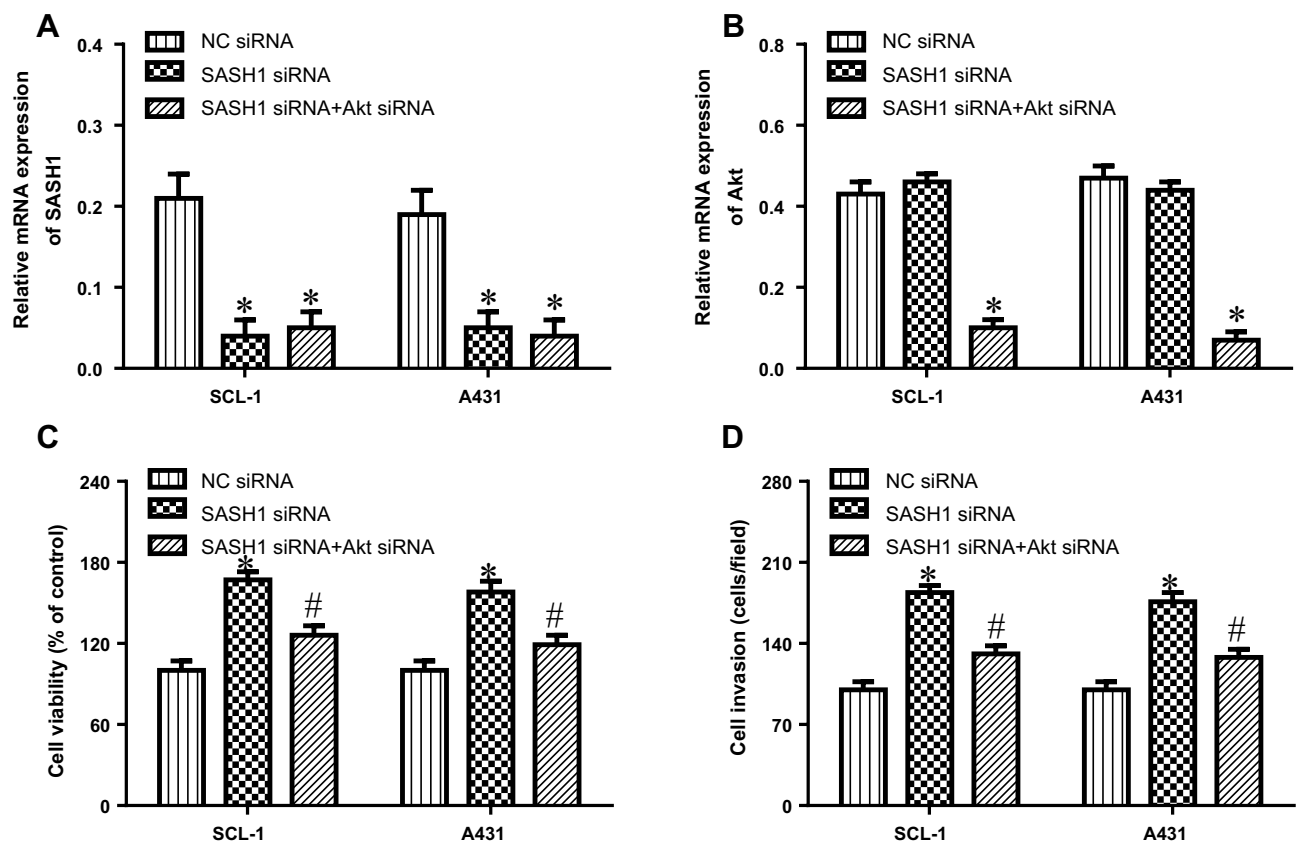 A
NC siRNA
SASH1 siRNA
SASH1 siRNA+Akt siRNA
Relative mRNA expression
of SASH1
0.4
0.3
0.2
0.1
0.0
*
*
*
*
SCL-1
A431
B
NC siRNA
SASH1 siRNA
SASH1 siRNA+Akt siRNA
Relative mRNA expression
of Akt
0.8
0.6
0.4
0.2
0.0
*
*
SCL-1
A431
C
NC siRNA
SASH1 siRNA
SASH1 siRNA+Akt siRNA
Cell viability (% of control)
240
180
120
60
0
*
#
*
#
SCL-1
A431
D
NC siRNA
SASH1 siRNA
SASH1 siRNA+Akt siRNA
Cell invasion (cells/field)
280
210
140
70
0
*
#
*
#
SCL-1
A431